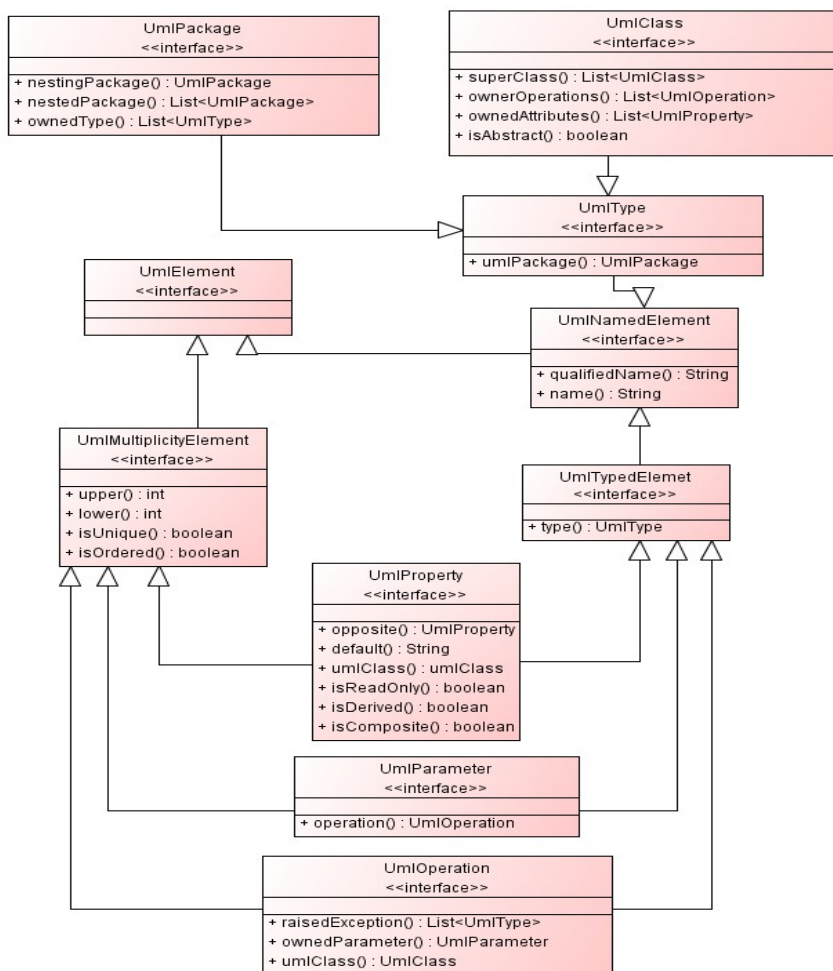 UmlPackage
<<interface>>
+ nestingPackage() : UmlPackage
+ nestedPackage() : List<UmlPackage>
+ ownedType() : List<UmlType>
UmlClass
<<interface>>
+ superClass() : List<UmlClass>
+ ownerOperations() : List<UmlOperation>
+ ownedAttributes() : List<UmlProperty>
+ isAbstract() : boolean
UmlType
<<interface>>
+ umlPackage() : UmlPackage
UmlElement
<<interface>>
UmlNamedElement
<<interface>>
+ qualifiedName() : String
+ name() : String
UmlMultiplicityElement
<<interface>>
+ upper() : int
+ lower() : int
+ isUnique() : boolean
+ isOrdered() : boolean
UmlTypedElemet
<<interface>>
+ type() : UmlType
UmlProperty
<<interface>>
+ opposite() : UmlProperty
+ default() : String
+ umlClass() : umlClass
+ isReadOnly() : boolean
+ isDerived() : boolean
+ isComposite() : boolean
UmlParameter
<<interface>>
+ operation() : UmlOperation
UmlOperation
<<interface>>
+ raisedException() : List<UmlType>
+ ownedParameter() : UmlParameter
+ umlClass() : UmlClass